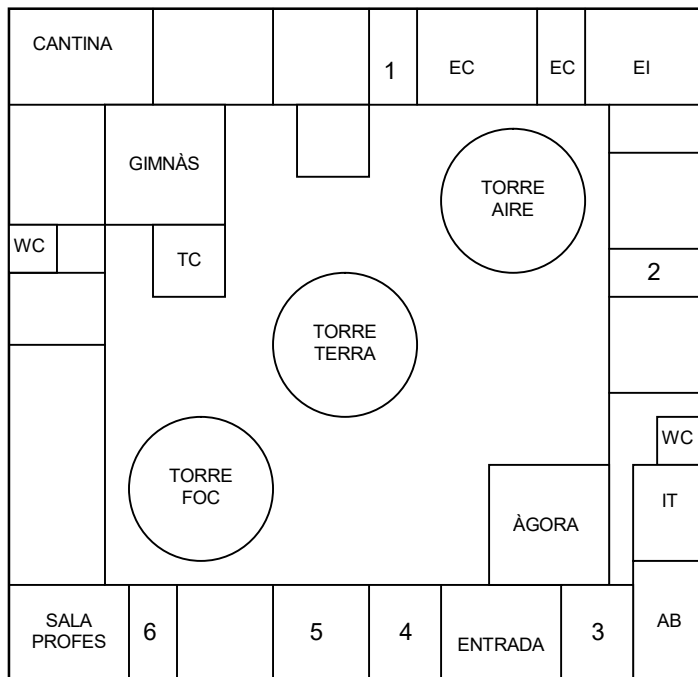 CANTINA
1
EC
EC
EI
GIMNÀS
TORRE
AIRE
WC
TC
2
TORRE
TERRA
WC
TORRE
FOC
IT
ÀGORA
SALA
PROFES
6
5
4
ENTRADA
3
AB